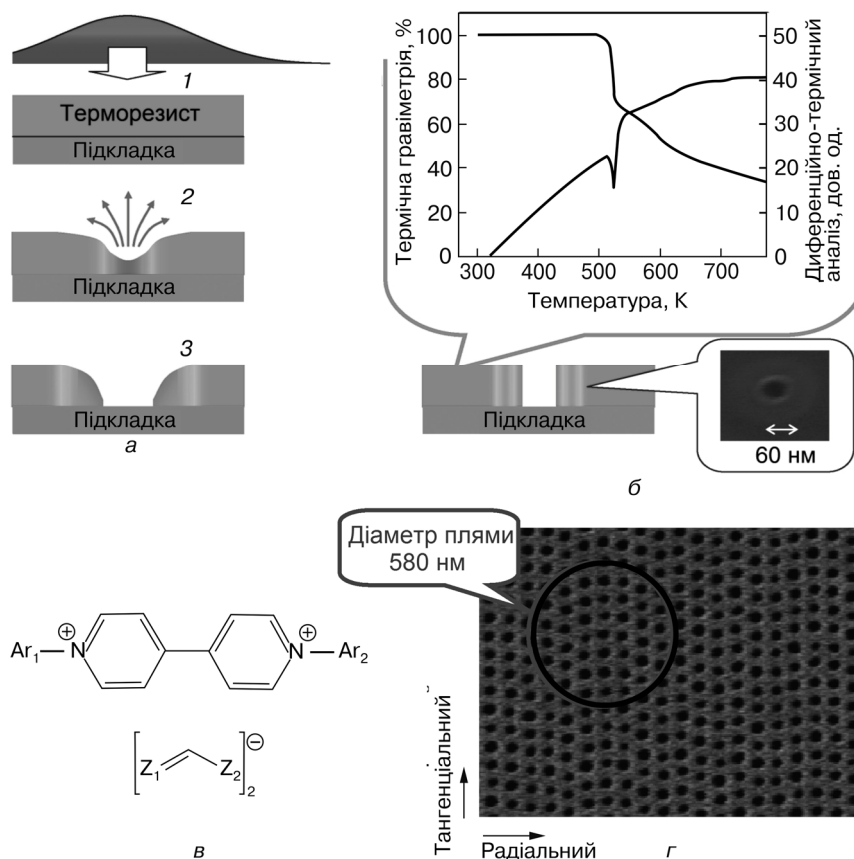 1
Терморезист
Підкладка
2
Підкладка
3
Підкладка
а
Термічна гравіметрія, %
100
80
60
40
20
0
50
40
30
20
10
0
Диференційно-термічний
аналіз, дов. од.
300 400 500 600 700
Температура, К
Підкладка
60 нм
б
Ar1 N ⊕ N ⊕ Ar2
[Z1 Z2]2 ⊖
в
Діаметр плями
580 нм
Тангенціальний
Радіальний
г